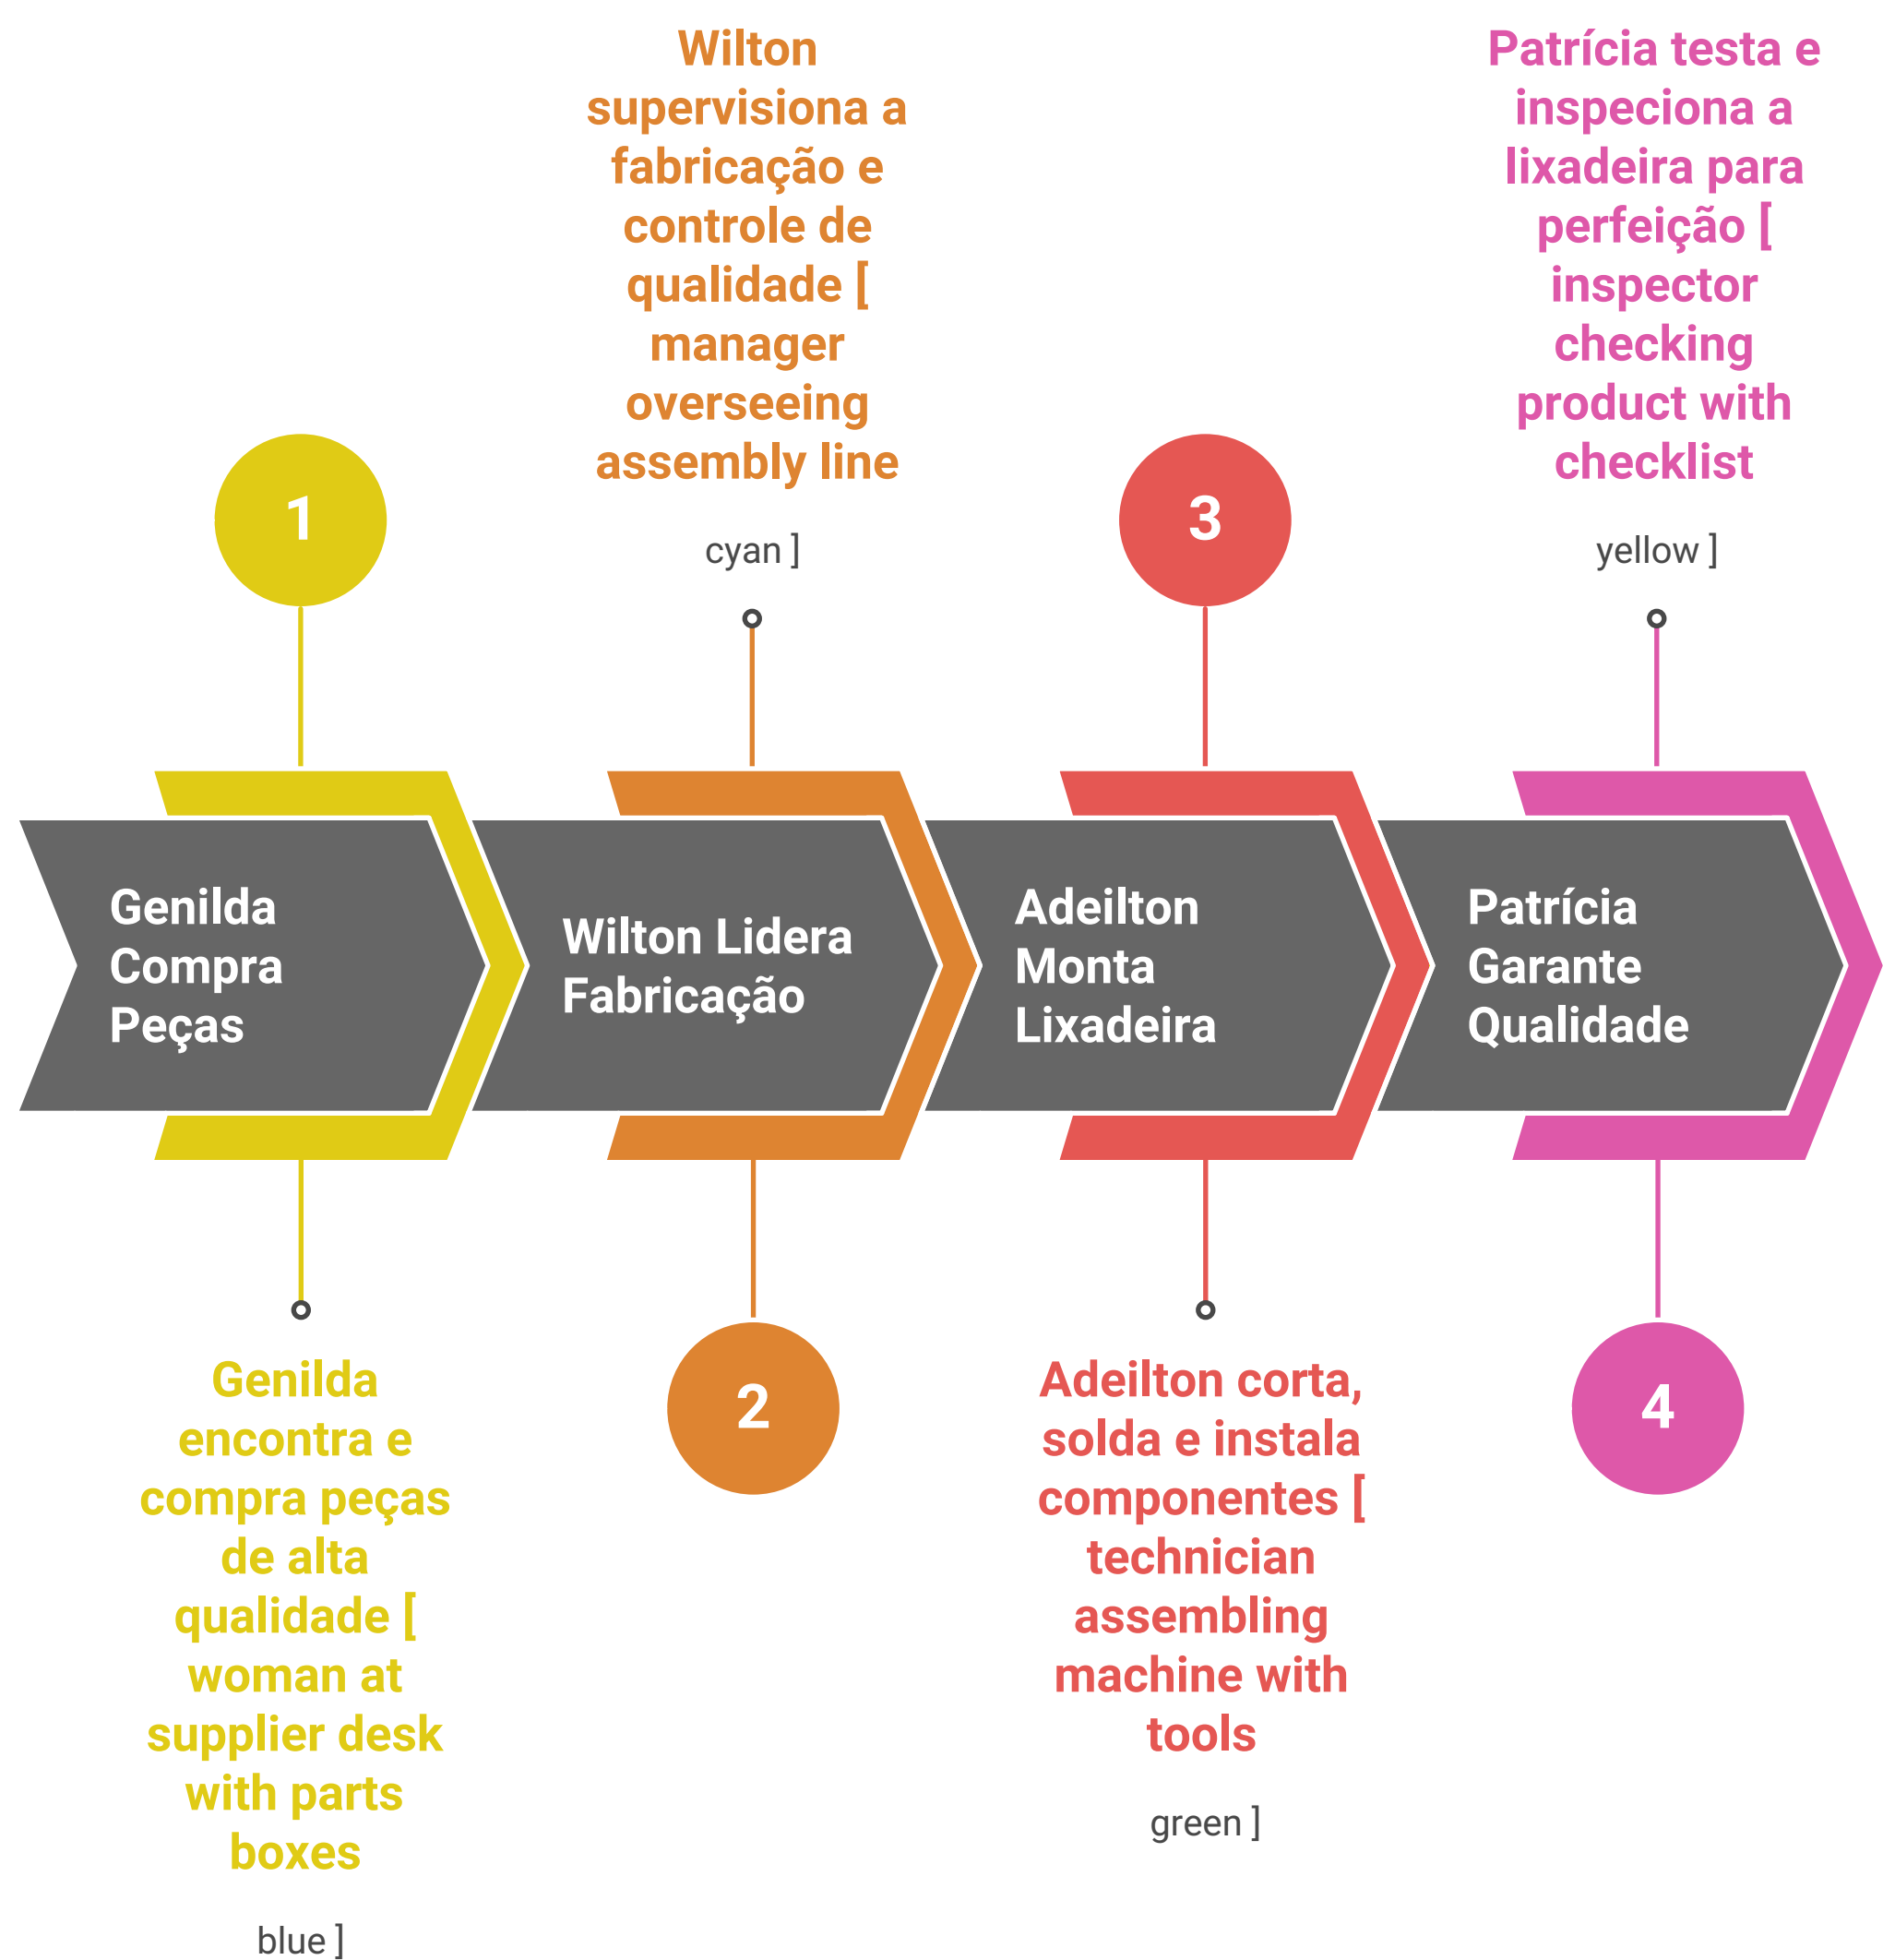 Wilton
supervisiona a
fabricação e
controle de
qualidade [
manager
overseeing
assembly line
cyan ]
Patrícia testa e
inspeciona a
lixadeira para
perfeição [
inspector
checking
product with
checklist
yellow ]
1
3
Genilda
Compra
Peças
Wilton Lidera
Fabricação
Adeilton
Monta
Lixadeira
Patrícia
Garante
Qualidade
Genilda
encontra e
compra peças
de alta
qualidade [
woman at
supplier desk
with parts
boxes
blue ]
2
Adeilton corta,
solda e instala
componentes [
technician
assembling
machine with
tools
green ]
4